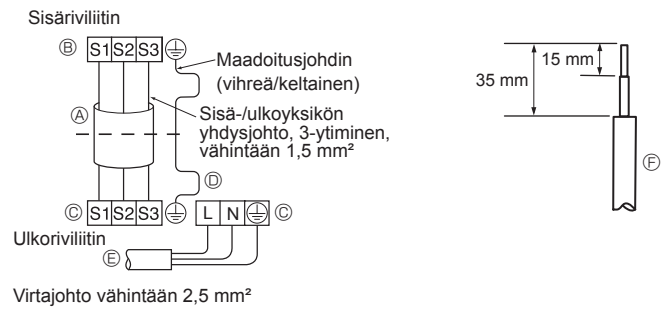 Sisäriviliitin
Ⓑ S1 S2 S3
Maadoitusjohdin
(vihreä/keltainen)
Ⓐ
Sisä-/ulkoyksikön
yhdysjohto, 3-ytiminen,
vähintään 1,5 mm²
Ⓓ
Ⓒ S1 S2 S3
L N Ⓒ
Ulkoriviliitin
Ⓔ
Virtajohto vähintään 2,5 mm²
15 mm
35 mm
Ⓕ